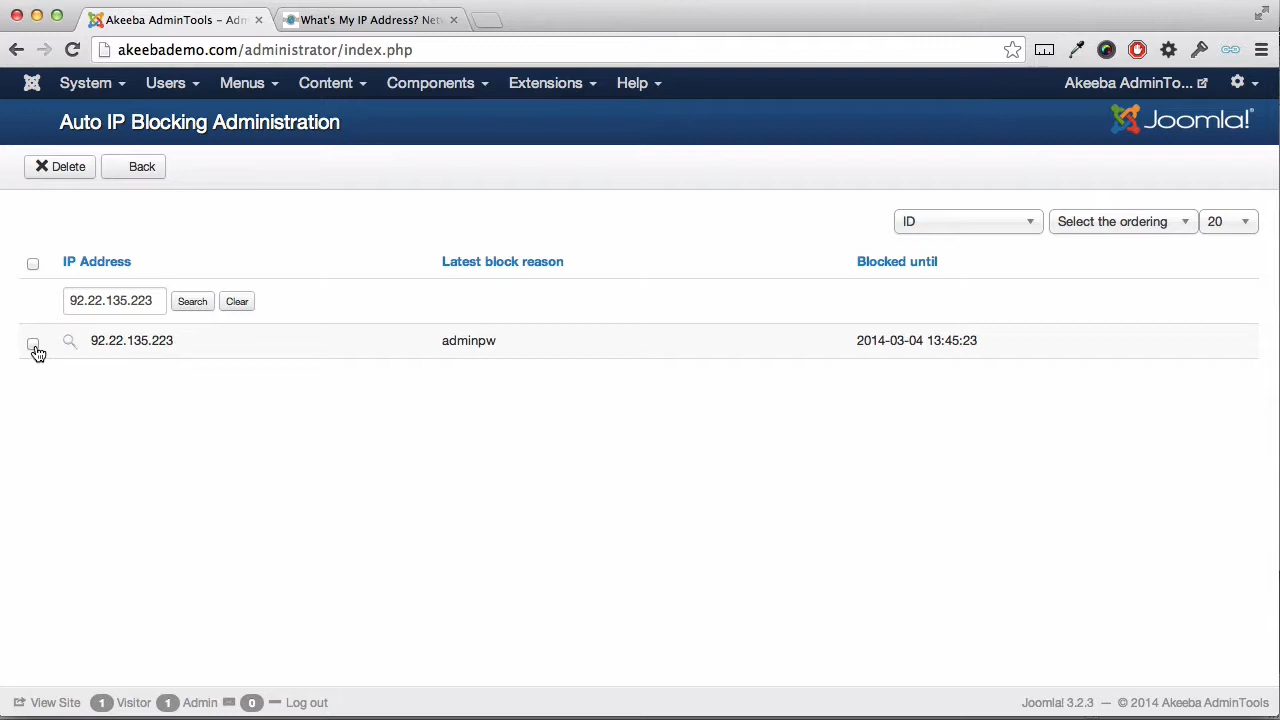 Akeeba AdminTools - Adm
What's My IP Address? Netw
akeebademo.com/administrator/index.php
System Users Menus Content Components Extensions Help Akeeba AdminTo...
Auto IP Blocking Administration
Joomla!®
Delete Back
ID Select the ordering 20
IP Address Latest block reason Blocked until
92.22.135.223 Search Clear
92.22.135.223 adminpw 2014-03-04 13:45:23
View Site 1 Visitor 1 Admin 0 Log out Joomla! 3.2.3 — © 2014 Akeeba AdminTools